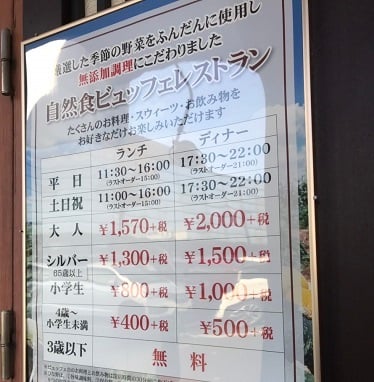 厳選した季節の野菜をふんだんに使用し
無添加調理にこだわりました
自然食ビュッフェレストラン
たくさんのお料理・スウィーツ・お飲み物を
お好きなだけお楽しみいただけます
ランチ ディナー
平日 11:30～16:00 (ラストオーダー15:00) 17:30～22:00 (ラストオーダー21:00)
土日祝 11:00～16:00 (ラストオーダー15:00) 17:30～22:00 (ラストオーダー21:00)
大人 ¥1,570+税 ¥2,000+税
シルバー 65歳以上 ¥1,300+税 ¥1,500+税
小学生 ¥800+税 ¥1,000+税
4歳～小学生未満 ¥400+税 ¥500+税
3歳以下 無料